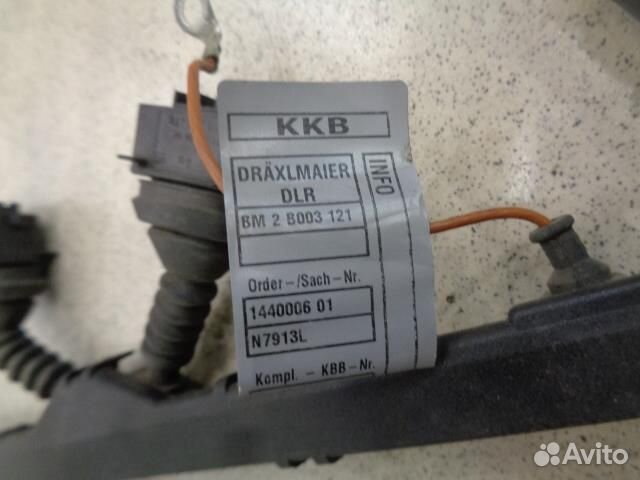 KKB
INFO
DRÄXLMAIER
DLR
BM 2 B003 121
Order-/Sach-Nr.
1440006 01
N7913L
Kompl. - KBB-Nr.
Avito